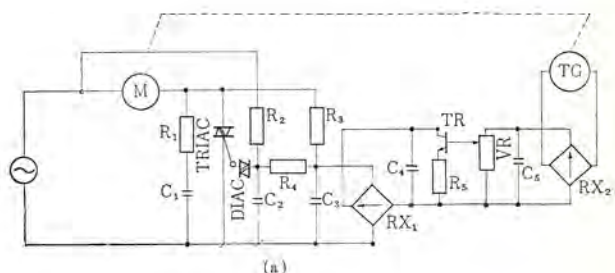 TG
M
R₁
TRIAC
R₂
R₃
TR
VR
DIAC
R₄
C₄
R₅
C₅
C₁
C₂
C₃
RX₁
RX₂
(a)